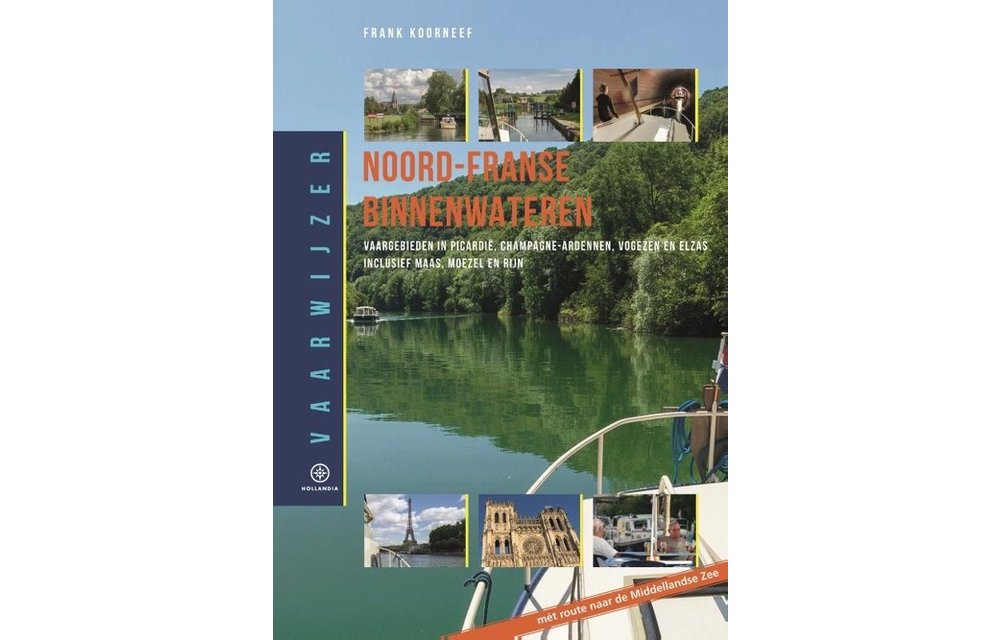 FRANK KOORNEEF
NOORD-FRANSE
BINNENWATEREN
VAARGEBIEDEN IN PICARDIË, CHAMPAGNE-ARDENNEN, VOGEZEN EN ELZAS
INCLUSIEF MAAS, MOEZEL EN RIJN
VAARWIJZER
HOLLANDIA
mét route naar de Middellandse Zee